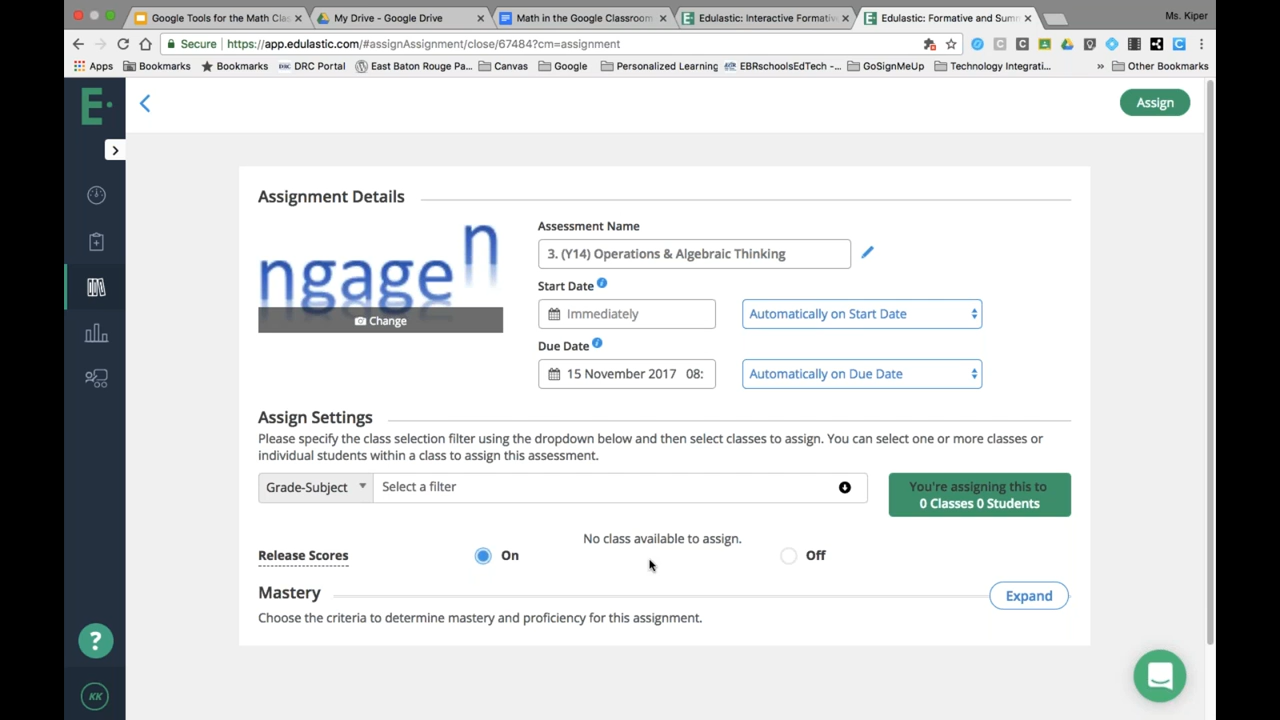 Google Tools for the Math Clas
My Drive - Google Drive
Math in the Google Classroom
Edulastic: Interactive Formativ
Edulastic: Formative and Summ
Ms. Kiper
Secure
https://app.edulastic.com/#assignAssignment/close/67484?cm=assignment
Apps
Bookmarks
Bookmarks
DRC Portal
East Baton Rouge Pa...
Canvas
Google
Personalized Learning
EBRschoolsEdTech -...
GoSignMeUp
Technology Integrati...
»
Other Bookmarks
E
Assign
Assignment Details
ngagen
Change
Assessment Name
3. (Y14) Operations & Algebraic Thinking
Start Date
Immediately
Automatically on Start Date
Due Date
15 November 2017 08:
Automatically on Due Date
Assign Settings
Please specify the class selection filter using the dropdown below and then select classes to assign. You can select one or more classes or
individual students within a class to assign this assessment.
Grade-Subject
Select a filter
You're assigning this to
0 Classes 0 Students
No class available to assign.
Release Scores
On
Off
Mastery
Expand
Choose the criteria to determine mastery and proficiency for this assignment.
?
KK